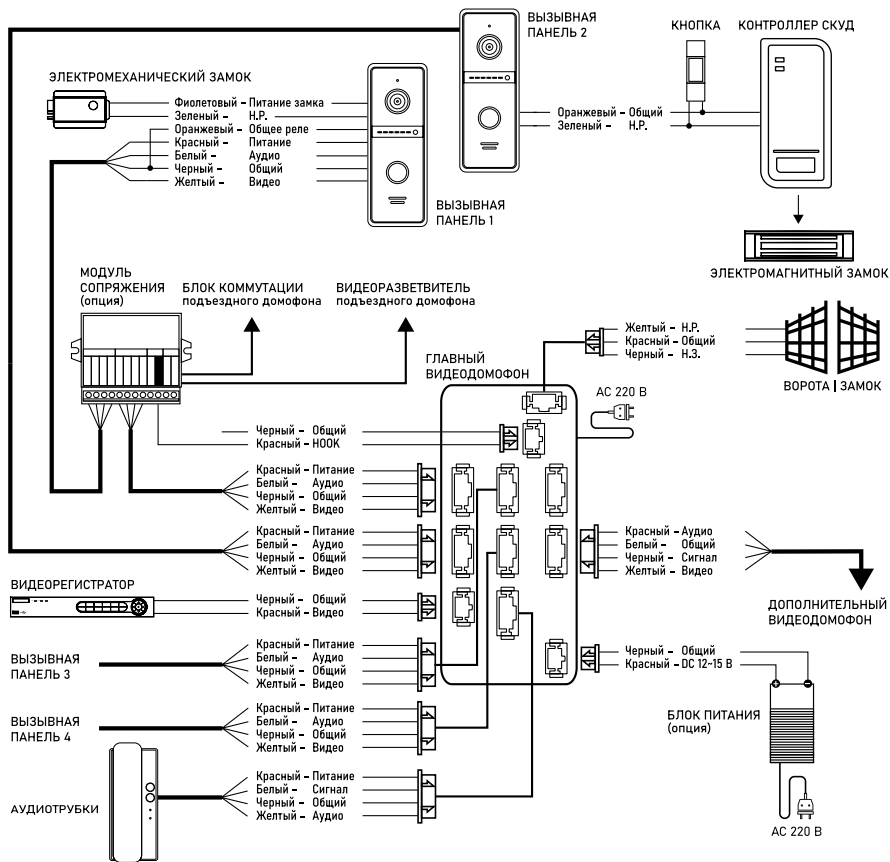 ВЫЗЫВНАЯ
ПАНЕЛЬ 2
КНОПКА
КОНТРОЛЛЕР СКУД
ЭЛЕКТРОМЕХАНИЧЕСКИЙ ЗАМОК
Фиолетовый – Питание замка
Зеленый – Н.Р.
Оранжевый – Общее реле
Красный – Питание
Белый – Аудио
Черный – Общий
Желтый – Видео
Оранжевый – Общий
Зеленый – Н.Р.
ВЫЗЫВНАЯ
ПАНЕЛЬ 1
ЭЛЕКТРОМАГНИТНЫЙ ЗАМОК
МОДУЛЬ
СОПРЯЖЕНИЯ
(опция)
БЛОК КОММУТАЦИИ
подъездного домофона
ВИДЕОРАЗВЕТВИТЕЛЬ
подъездного домофона
Желтый – Н.Р.
Красный – Общий
Черный – Н.З.
ВОРОТА | ЗАМОК
ГЛАВНЫЙ
ВИДЕОДОМОФОН
AC 220 В
Черный – Общий
Красный – HOOK
Красный – Питание
Белый – Аудио
Черный – Общий
Желтый – Видео
Красный – Питание
Белый – Аудио
Черный – Общий
Желтый – Видео
Красный – Аудио
Белый – Общий
Черный – Сигнал
Желтый – Видео
ДОПОЛНИТЕЛЬНЫЙ
ВИДЕОДОМОФОН
ВИДЕОРЕГИСТРАТОР
Черный – Общий
Красный – Видео
ВЫЗЫВНАЯ
ПАНЕЛЬ 3
Красный – Питание
Белый – Аудио
Черный – Общий
Желтый – Видео
Черный – Общий
Красный – DC 12~15 В
БЛОК ПИТАНИЯ
(опция)
AC 220 В
ВЫЗЫВНАЯ
ПАНЕЛЬ 4
Красный – Питание
Белый – Аудио
Черный – Общий
Желтый – Видео
АУДИОТРУБКИ
Красный – Питание
Белый – Сигнал
Черный – Общий
Желтый – Аудио